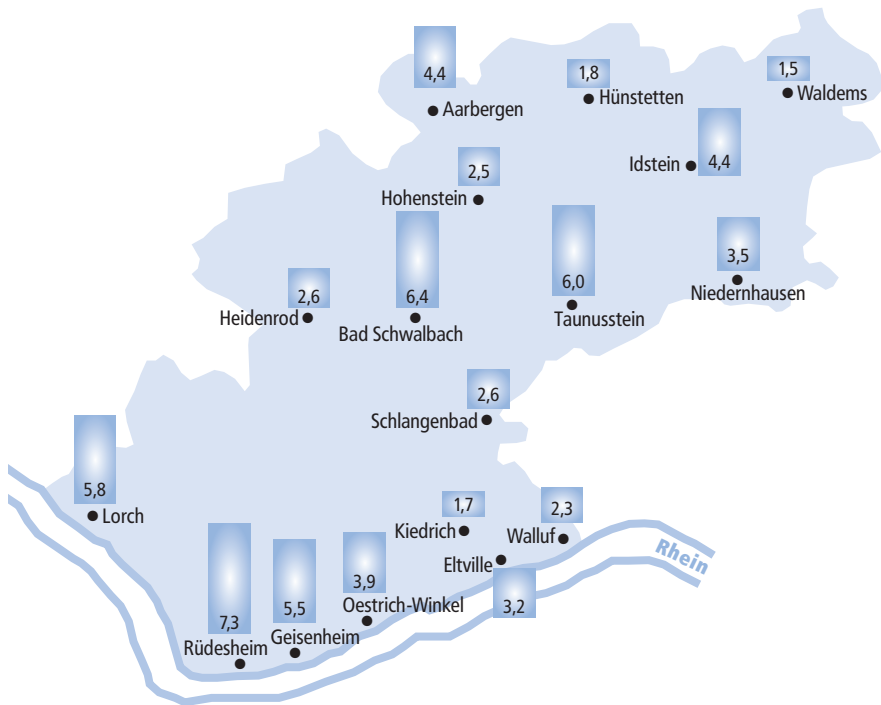 4,4
Aarbergen
1,8
Hünstetten
1,5
Waldems
2,5
Hohenstein
Idstein
4,4
2,6
Heidenrod
6,4
Bad Schwalbach
6,0
Taunusstein
3,5
Niedernhausen
2,6
Schlangenbad
5,8
Lorch
1,7
Kiedrich
2,3
Walluf
Eltville
3,2
3,9
Oestrich-Winkel
5,5
Geisenheim
7,3
Rüdesheim
Rhein